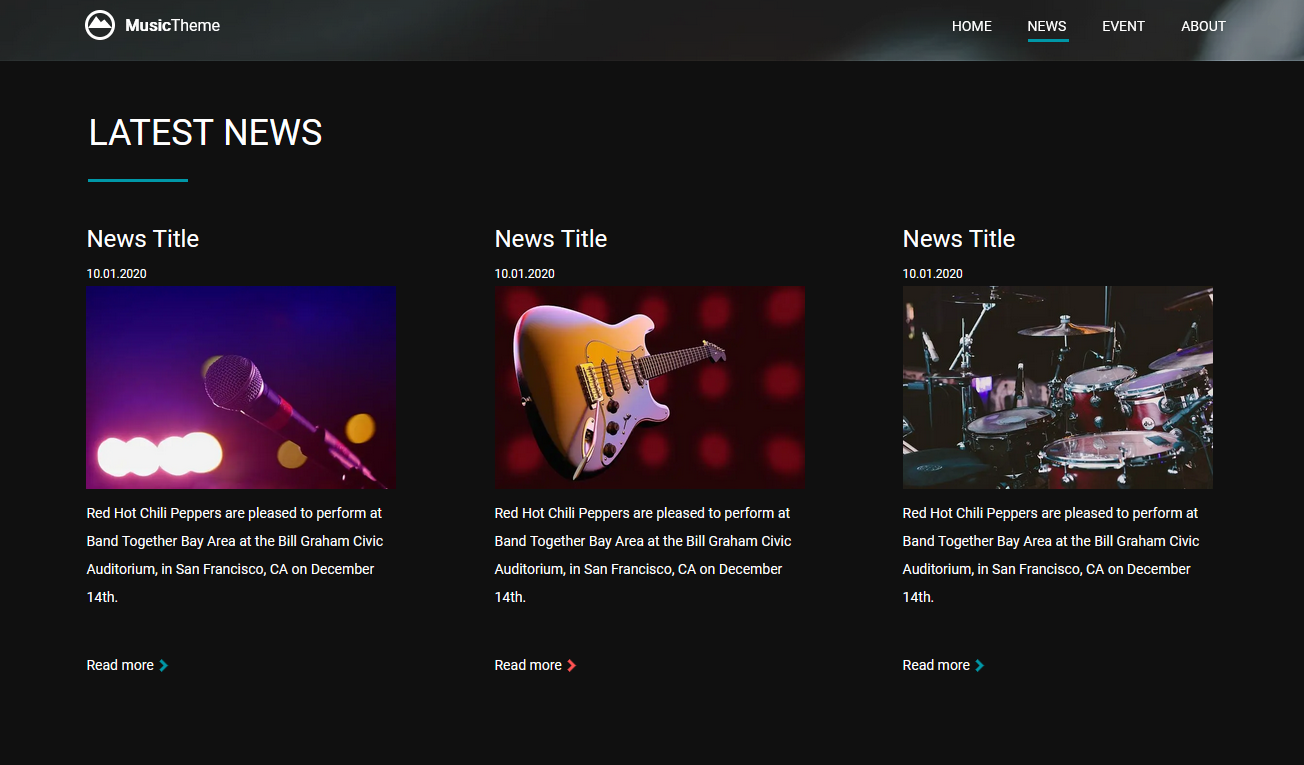 MusicTheme
HOME NEWS EVENT ABOUT
LATEST NEWS
News Title
10.01.2020
Red Hot Chili Peppers are pleased to perform at
Band Together Bay Area at the Bill Graham Civic
Auditorium, in San Francisco, CA on December
14th.
Read more
News Title
10.01.2020
Red Hot Chili Peppers are pleased to perform at
Band Together Bay Area at the Bill Graham Civic
Auditorium, in San Francisco, CA on December
14th.
Read more
News Title
10.01.2020
Red Hot Chili Peppers are pleased to perform at
Band Together Bay Area at the Bill Graham Civic
Auditorium, in San Francisco, CA on December
14th.
Read more